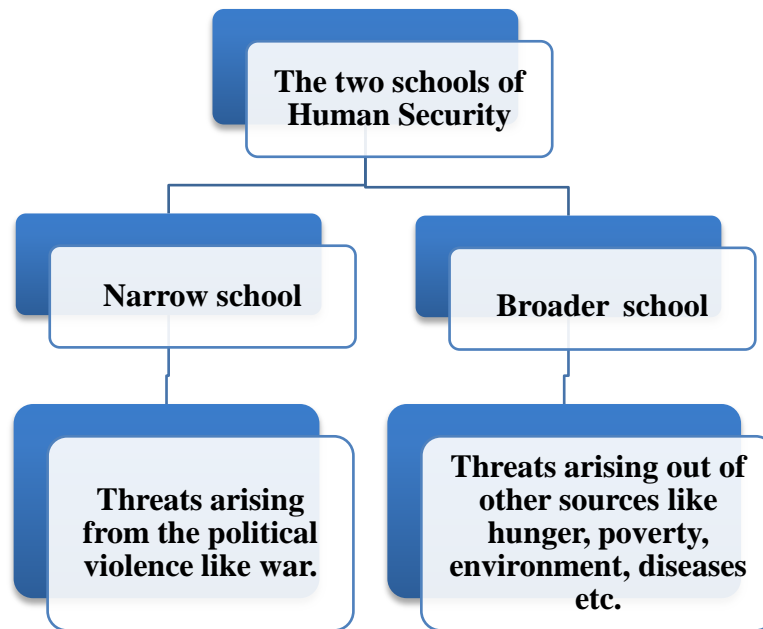 The two schools of
Human Security
Narrow school
Broader school
Threats arising
from the political
violence like war.
Threats arising out of
other sources like
hunger, poverty,
environment, diseases
etc.